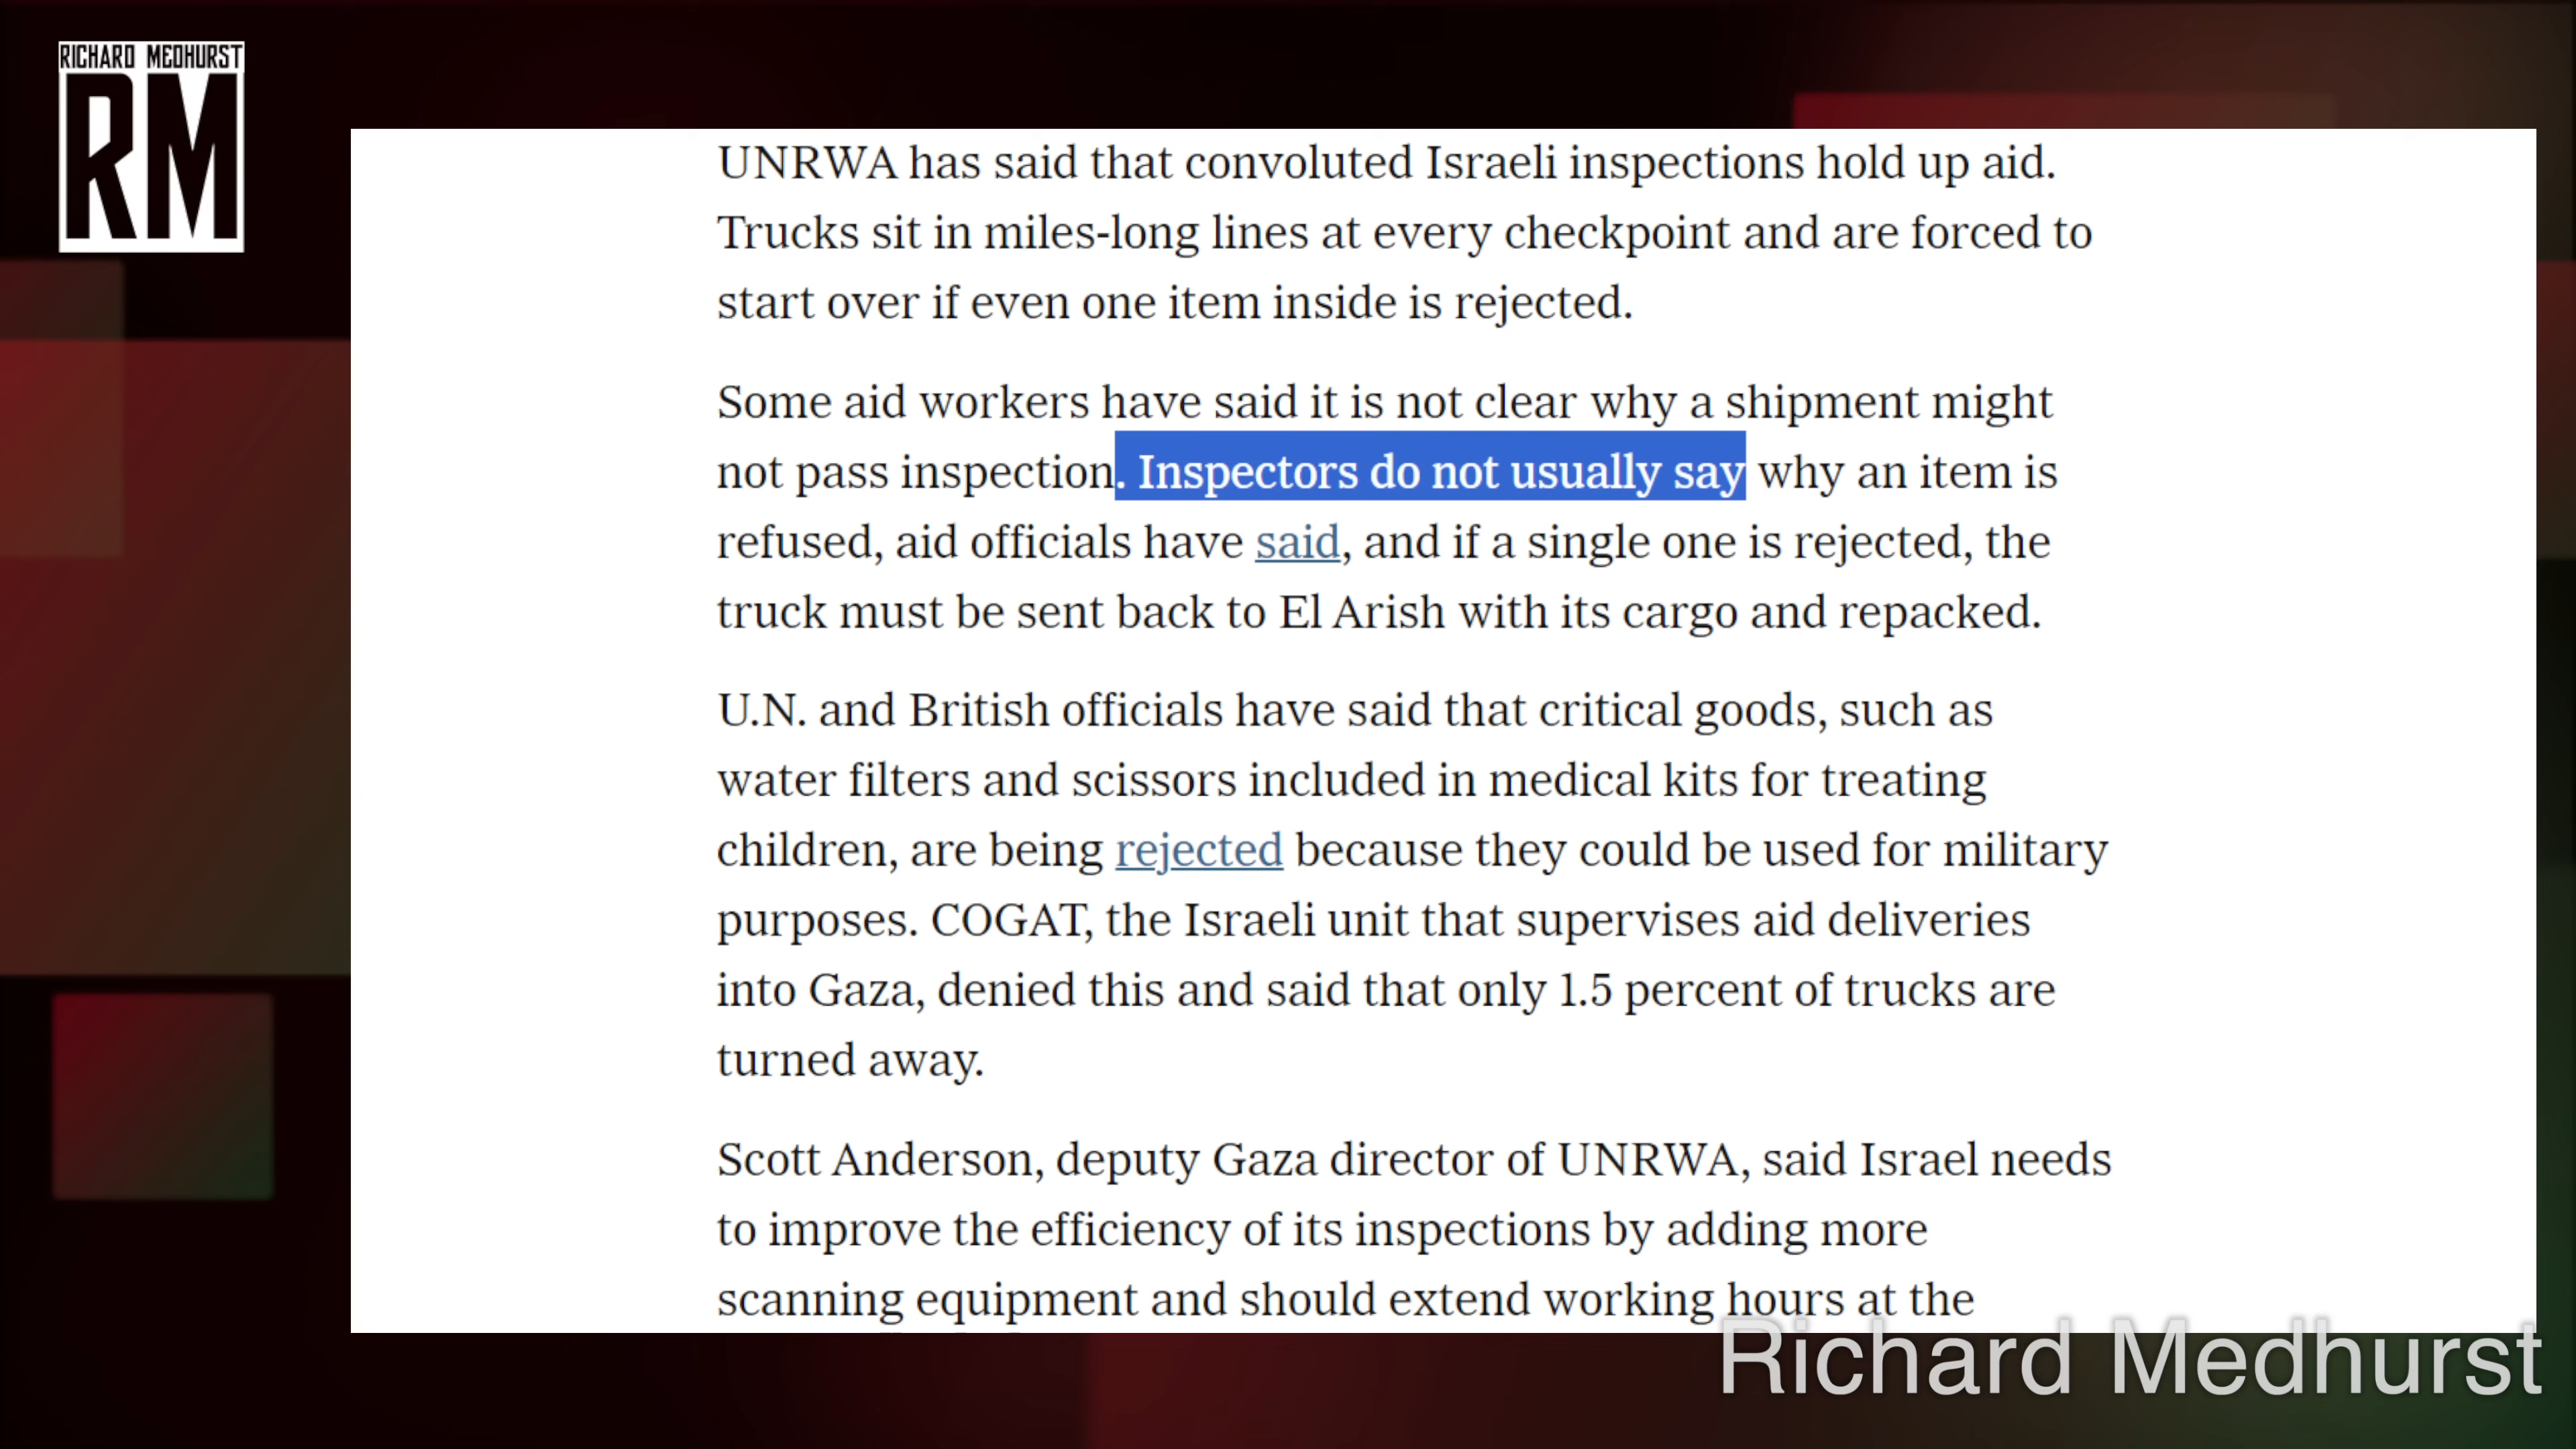 RICHARD MEDHURST
RM
UNRWA has said that convoluted Israeli inspections hold up aid.
Trucks sit in miles-long lines at every checkpoint and are forced to
start over if even one item inside is rejected.
Some aid workers have said it is not clear why a shipment might
not pass inspection. Inspectors do not usually say why an item is
refused, aid officials have said, and if a single one is rejected, the
truck must be sent back to El Arish with its cargo and repacked.
U.N. and British officials have said that critical goods, such as
water filters and scissors included in medical kits for treating
children, are being rejected because they could be used for military
purposes. COGAT, the Israeli unit that supervises aid deliveries
into Gaza, denied this and said that only 1.5 percent of trucks are
turned away.
Scott Anderson, deputy Gaza director of UNRWA, said Israel needs
to improve the efficiency of its inspections by adding more
scanning equipment and should extend working hours at the
Richard Medhurst